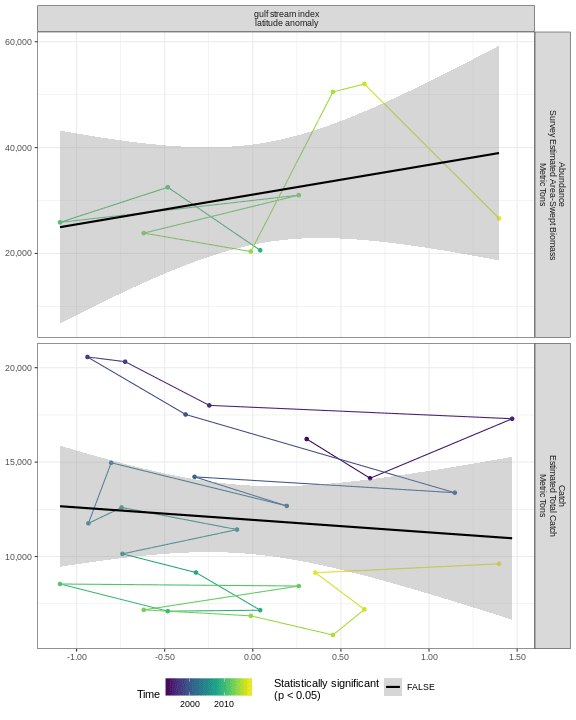 gulf stream index
latitude anomaly
60,000
40,000
20,000
Abundance
Survey Estimated Area-Swept Biomass
Metric Tons
20,000
15,000
10,000
Catch
Estimated Total Catch
Metric Tons
-1.00
-0.50
0.00
0.50
1.00
1.50
Time
2000
2010
Statistically significant
(p < 0.05)
FALSE